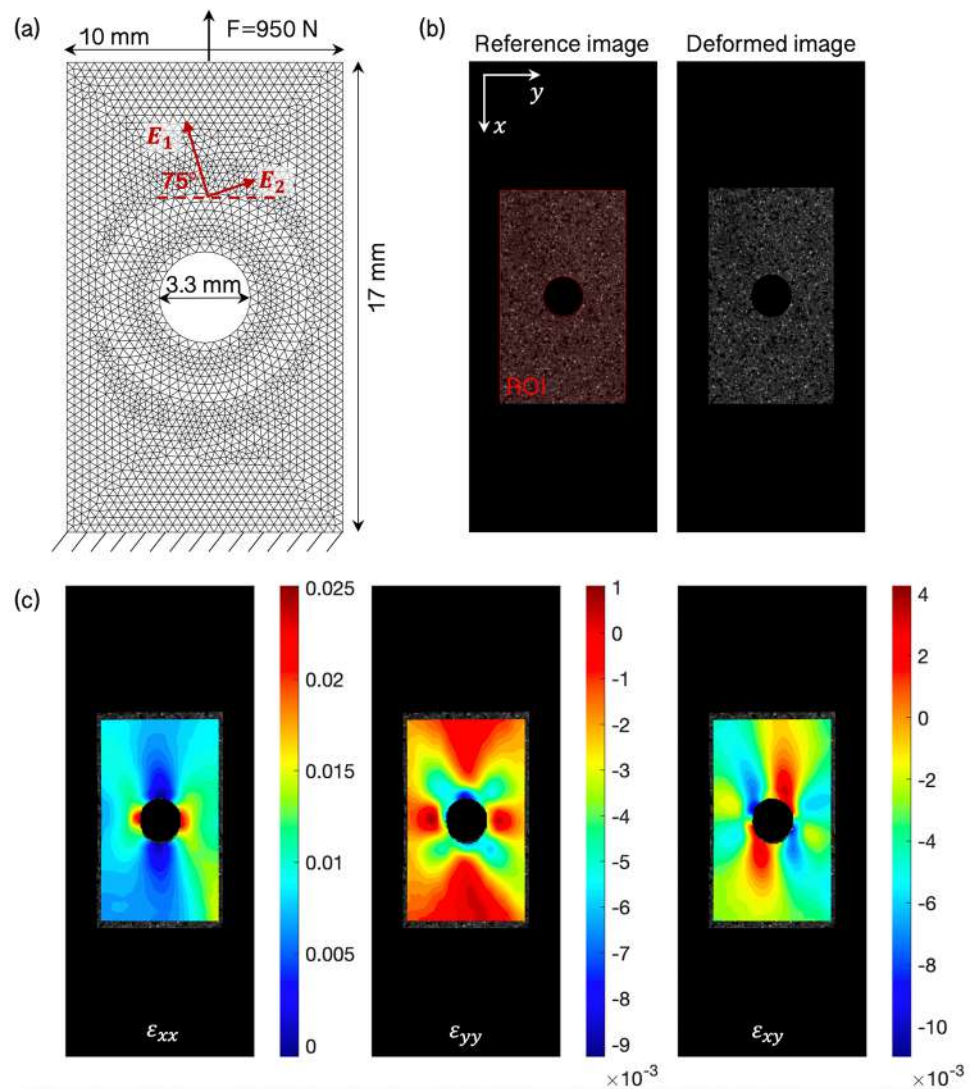 (a)
10 mm
F=950 N
E₁
E₂
75°
3.3 mm
17 mm
(b)
Reference image
Deformed image
y
x
ROI
(c)
0.025
0.02
0.015
0.01
0.005
0
εxx
1
0
-1
-2
-3
-4
-5
-6
-7
-8
-9
×10⁻³
εyy
4
2
0
-2
-4
-6
-8
-10
×10⁻³
εxy